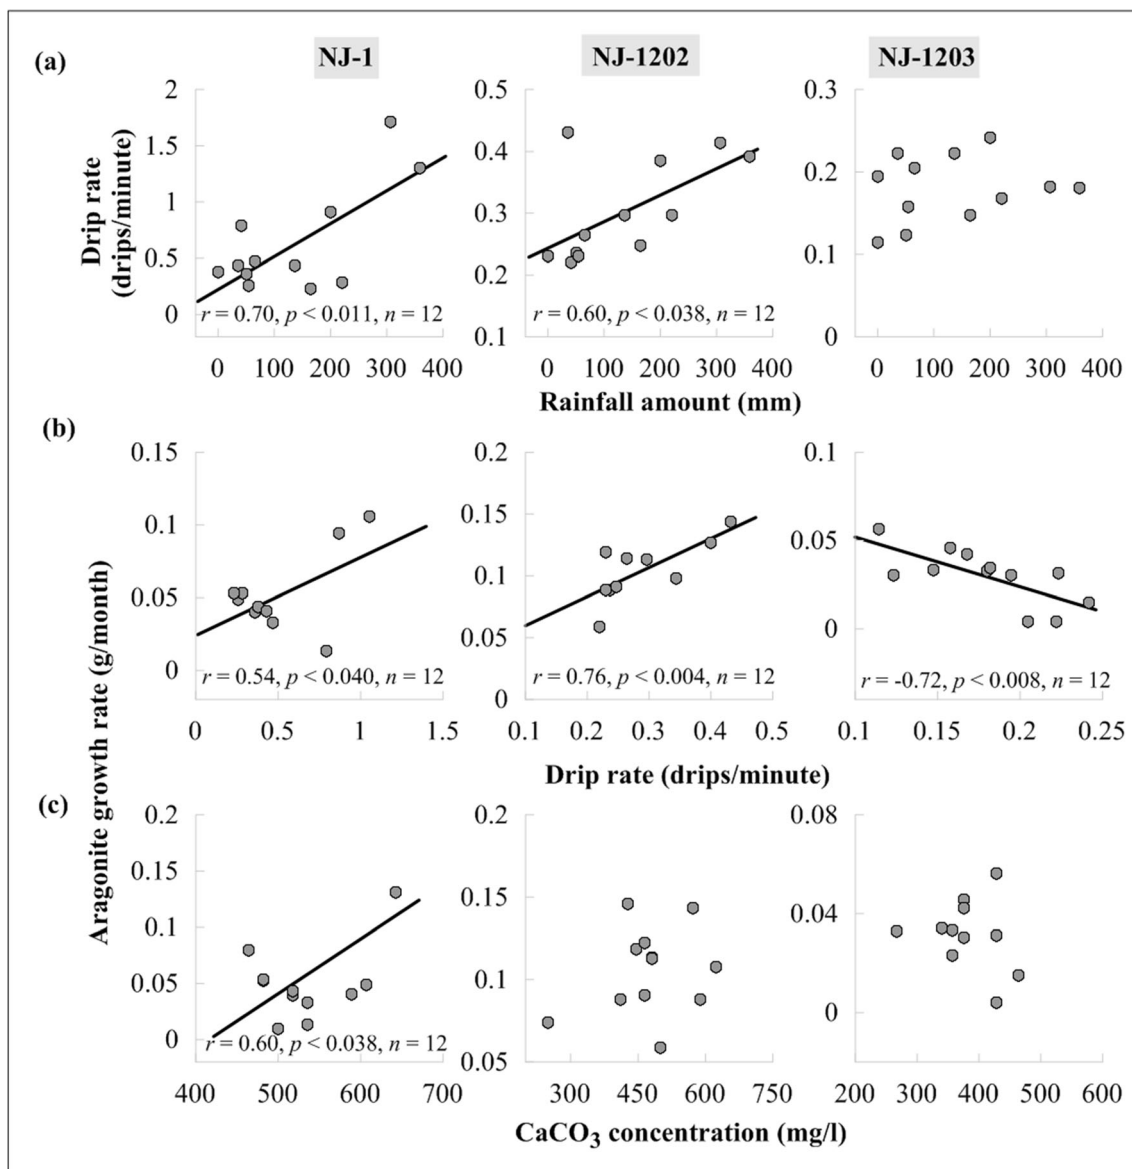 (a)
NJ-1
NJ-1202
NJ-1203
Drip rate
(drips/minute)
2
1.5
1
0.5
0
r = 0.70, p < 0.011, n = 12
0 100 200 300 400
0.5
0.4
0.3
0.2
0.1
r = 0.60, p < 0.038, n = 12
0 100 200 300 400
0.3
0.2
0.1
0
0 100 200 300 400
Rainfall amount (mm)
(b)
Aragonite growth rate (g/month)
0.15
0.1
0.05
0
r = 0.54, p < 0.040, n = 12
0 0.5 1 1.5
0.2
0.15
0.1
0.05
0
r = 0.76, p < 0.004, n = 12
0.1 0.2 0.3 0.4 0.5
0.1
0.05
0
r = -0.72, p < 0.008, n = 12
0.1 0.15 0.2 0.25
Drip rate (drips/minute)
(c)
0.2
0.15
0.1
0.05
0
r = 0.60, p < 0.038, n = 12
400 500 600 700
0.2
0.15
0.1
0.05
300 450 600 750
0.08
0.04
0
200 300 400 500 600
CaCO₃ concentration (mg/l)